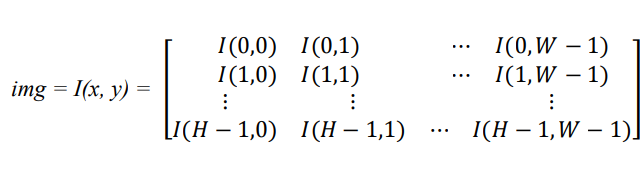 I(0,0) I(0,1) ⋯ I(0,W − 1)
I(1,0) I(1,1) ⋯ I(1,W − 1)
img = I(x, y) =
⋮ ⋮ ⋮
I(H − 1,0) I(H − 1,1) ⋯ I(H − 1,W − 1)